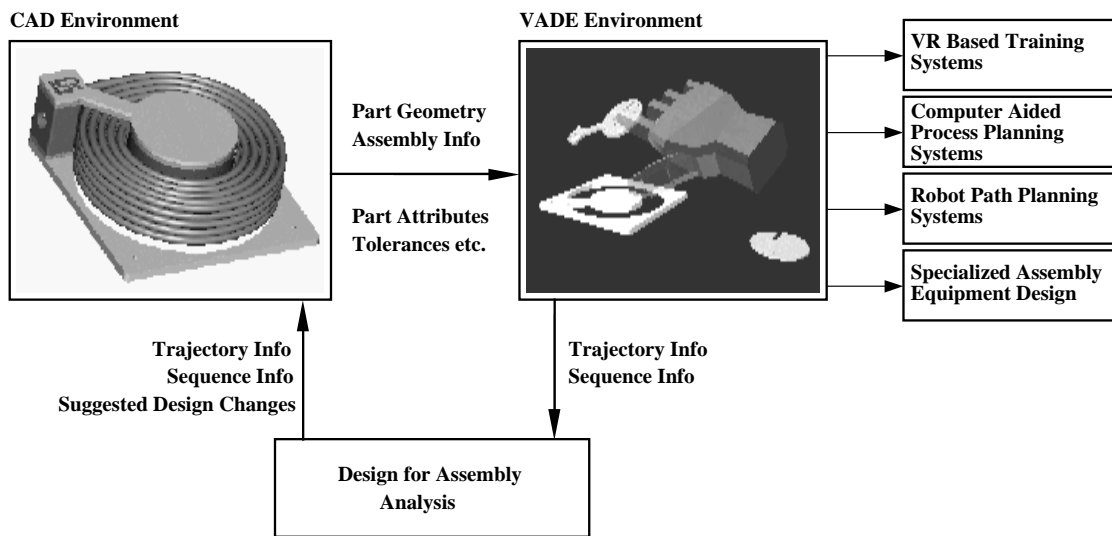 CAD Environment
VADE Environment
Part Geometry
Assembly Info
Part Attributes
Tolerances etc.
VR Based Training
Systems
Computer Aided
Process Planning
Systems
Robot Path Planning
Systems
Specialized Assembly
Equipment Design
Trajectory Info
Sequence Info
Suggested Design Changes
Trajectory Info
Sequence Info
Design for Assembly
Analysis